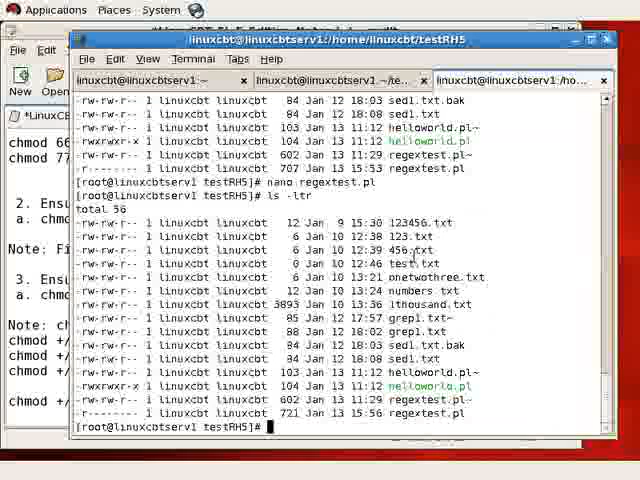 Applications Places System
linuxcbt@linuxcbtserv1:/home/linuxcbt/testRH5
File Edit View Terminal Tabs Help
File Edit
linuxcbt@linuxcbtserv1:~
linuxcbt@linuxcbtserv1:~/te...
linuxcbt@linuxcbtserv1:/ho...
New Open
*LinuxCB
chmod 66
chmod 77
2. Ensu
a. chmo
Note: Fi
3. Ensu
a. chmo
Note: ch
chmod +/
chmod +/
chmod +/
chmod +/
-rw-rw-r-- 1 linuxcbt linuxcbt 84 Jan 12 18:03 sed1.txt.bak
-rw-rw-r-- 1 linuxcbt linuxcbt 84 Jan 12 18:08 sed1.txt
-rw-rw-r-- 1 linuxcbt linuxcbt 103 Jan 13 11:12 helloworld.pl~
-rwxrwxr-x 1 linuxcbt linuxcbt 104 Jan 13 11:12 helloworld.pl
-rw-rw-r-- 1 linuxcbt linuxcbt 602 Jan 13 11:29 regextest.pl~
-r-------- 1 linuxcbt linuxcbt 707 Jan 13 15:53 regextest.pl
[root@linuxcbtserv1 testRH5]# nano regextest.pl
[root@linuxcbtserv1 testRH5]# ls -ltr
total 56
-rw-rw-r-- 1 linuxcbt linuxcbt 12 Jan 9 15:30 123456.txt
-rw-rw-r-- 1 linuxcbt linuxcbt 6 Jan 10 12:38 123.txt
-rw-rw-r-- 1 linuxcbt linuxcbt 6 Jan 10 12:39 456.txt
-rw-rw-r-- 1 linuxcbt linuxcbt 0 Jan 10 12:46 test.txt
-rw-rw-r-- 1 linuxcbt linuxcbt 6 Jan 10 13:21 onetwothree.txt
-rw-rw-r-- 1 linuxcbt linuxcbt 12 Jan 10 13:24 numbers.txt
-rw-rw-r-- 1 linuxcbt linuxcbt 3893 Jan 10 13:36 1thousand.txt
-rw-rw-r-- 1 linuxcbt linuxcbt 85 Jan 12 17:57 grep1.txt~
-rw-rw-r-- 1 linuxcbt linuxcbt 88 Jan 12 18:02 grep1.txt
-rw-rw-r-- 1 linuxcbt linuxcbt 84 Jan 12 18:03 sed1.txt.bak
-rw-rw-r-- 1 linuxcbt linuxcbt 84 Jan 12 18:08 sed1.txt
-rw-rw-r-- 1 linuxcbt linuxcbt 103 Jan 13 11:12 helloworld.pl~
-rwxrwxr-x 1 linuxcbt linuxcbt 104 Jan 13 11:12 helloworld.pl
-rw-rw-r-- 1 linuxcbt linuxcbt 602 Jan 13 11:29 regextest.pl~
-r-------- 1 linuxcbt linuxcbt 721 Jan 13 15:56 regextest.pl
[root@linuxcbtserv1 testRH5]#